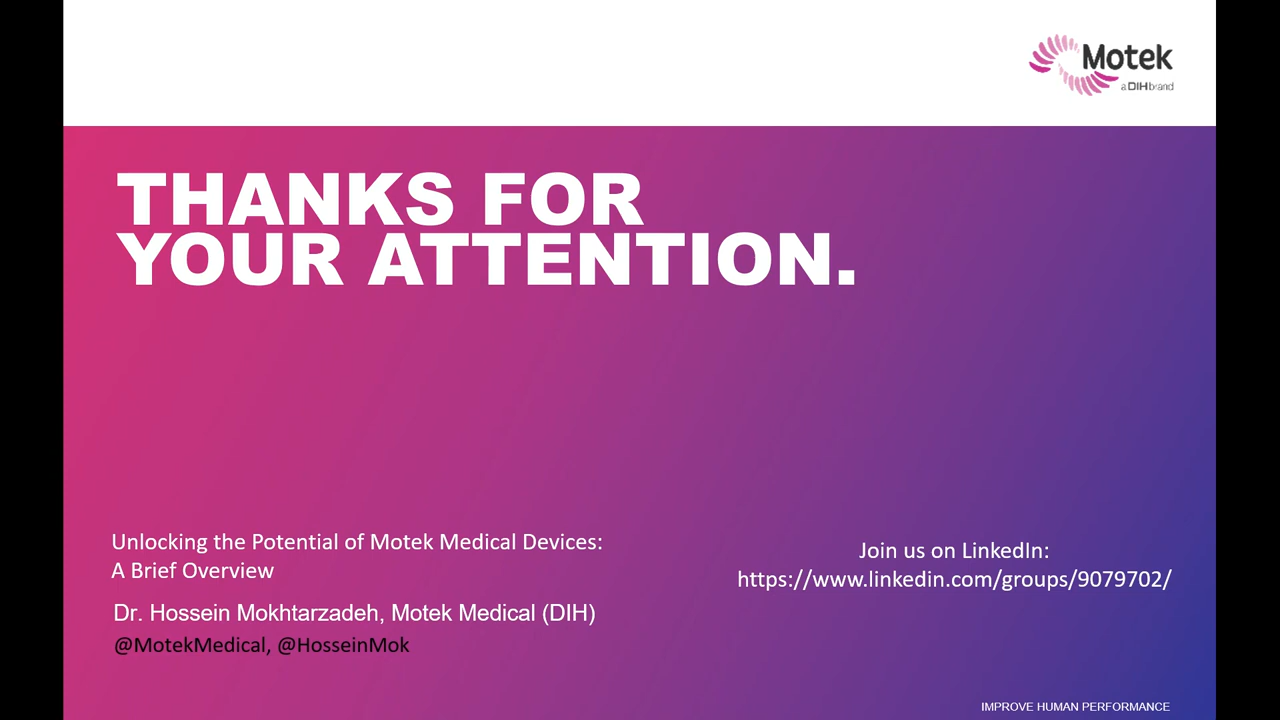 Motek
a DIH brand
THANKS FOR
YOUR ATTENTION.
Unlocking the Potential of Motek Medical Devices:
A Brief Overview
Dr. Hossein Mokhtarzadeh, Motek Medical (DIH)
@MotekMedical, @HosseinMok
Join us on LinkedIn:
https://www.linkedin.com/groups/9079702/
IMPROVE HUMAN PERFORMANCE